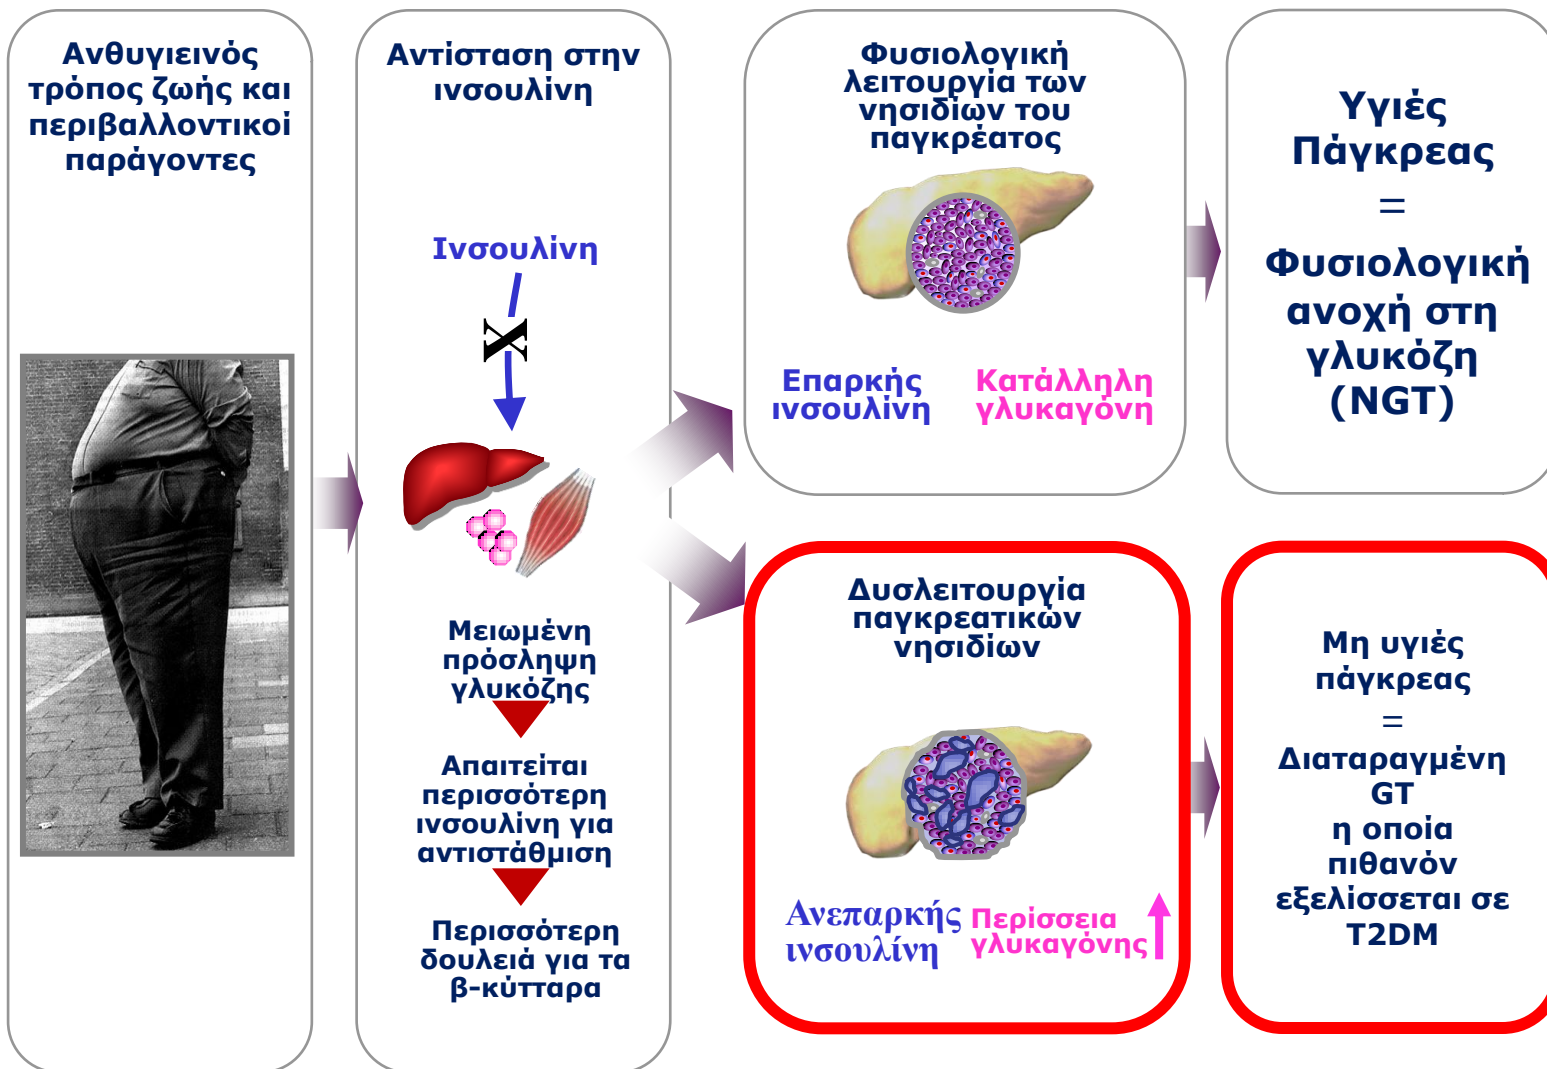 Ανθυγιεινός
τρόπος ζωής και
περιβαλλοντικοί
παράγοντες
Αντίσταση στην
ινσουλίνη
Ινσουλίνη
X
Μειωμένη
πρόσληψη
γλυκόζης
Απαιτείται
περισσότερη
ινσουλίνη για
αντιστάθμιση
Περισσότερη
δουλειά για τα
β-κύτταρα
Φυσιολογική
λειτουργία των
νησιδίων του
παγκρέατος
Επαρκής
ινσουλίνη
Κατάλληλη
γλυκαγόνη
Υγιές
Πάγκρεας
=
Φυσιολογική
ανοχή στη
γλυκόζη
(NGT)
Δυσλειτουργία
παγκρεατικών
νησιδίων
Ανεπαρκής
ινσουλίνη
Περίσσεια
γλυκαγόνης
Μη υγιές
πάγκρεας
=
Διαταραγμένη
GT
η οποία
πιθανόν
εξελίσσεται σε
T2DM